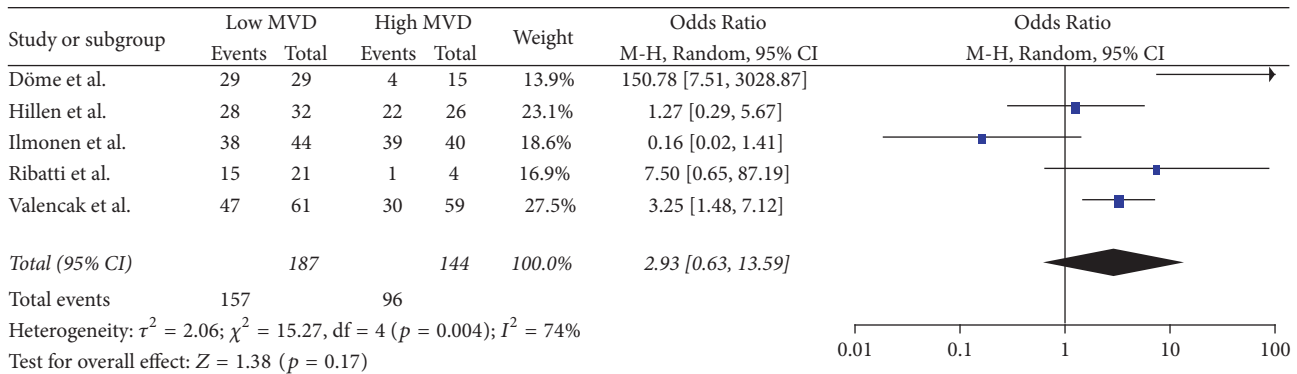 Study or subgroup Low MVD High MVD Weight Odds Ratio Odds Ratio
Events Total Events Total M-H, Random, 95% CI M-H, Random, 95% CI
Döme et al. 29 29 4 15 13.9% 150.78 [7.51, 3028.87]
Hillen et al. 28 32 22 26 23.1% 1.27 [0.29, 5.67]
Ilmonen et al. 38 44 39 40 18.6% 0.16 [0.02, 1.41]
Ribatti et al. 15 21 1 4 16.9% 7.50 [0.65, 87.19]
Valencak et al. 47 61 30 59 27.5% 3.25 [1.48, 7.12]
Total (95% CI) 187 144 100.0% 2.93 [0.63, 13.59]
Total events 157 96
Heterogeneity: τ² = 2.06; χ² = 15.27, df = 4 (p = 0.004); I² = 74%
Test for overall effect: Z = 1.38 (p = 0.17)
0.01 0.1 1 10 100